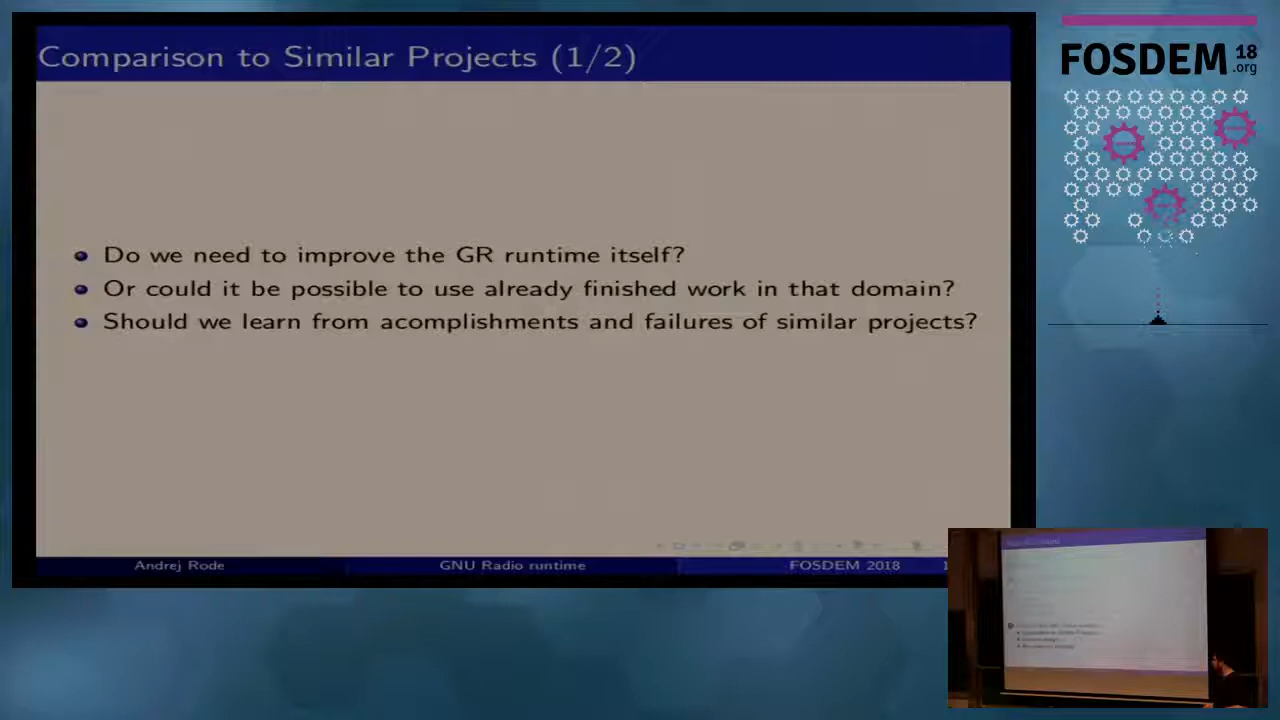 Comparison to Similar Projects (1/2)
FOSDEM 18
.org
Do we need to improve the GR runtime itself?
Or could it be possible to use already finished work in that domain?
Should we learn from acomplishments and failures of similar projects?
Andrej Rode
GNU Radio runtime
FOSDEM 2018